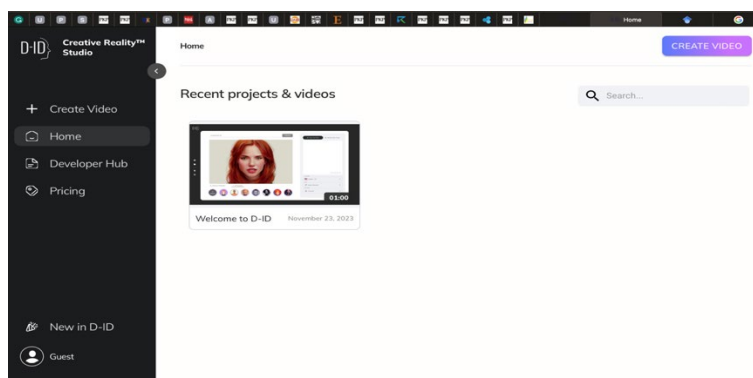 Home
D-ID
Creative Reality™
Studio
Home
CREATE VIDEO
Recent projects & videos
Search...
Create Video
Home
Developer Hub
Pricing
01:00
Welcome to D-ID
November 23, 2023
New in D-ID
Guest